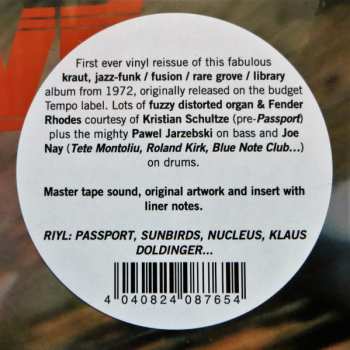 First ever vinyl reissue of this fabulous
kraut, jazz-funk / fusion / rare grove / library
album from 1972, originally released on the budget
Tempo label. Lots of fuzzy distorted organ & Fender
Rhodes courtesy of Kristian Schultze (pre-Passport)
plus the mighty Pawel Jarzebski on bass and Joe
Nay (Tete Montoliu, Roland Kirk, Blue Note Club...)
on drums.
Master tape sound, original artwork and insert with
liner notes.
RIYL: PASSPORT, SUNBIRDS, NUCLEUS, KLAUS
DOLDINGER...
4 040824 087654